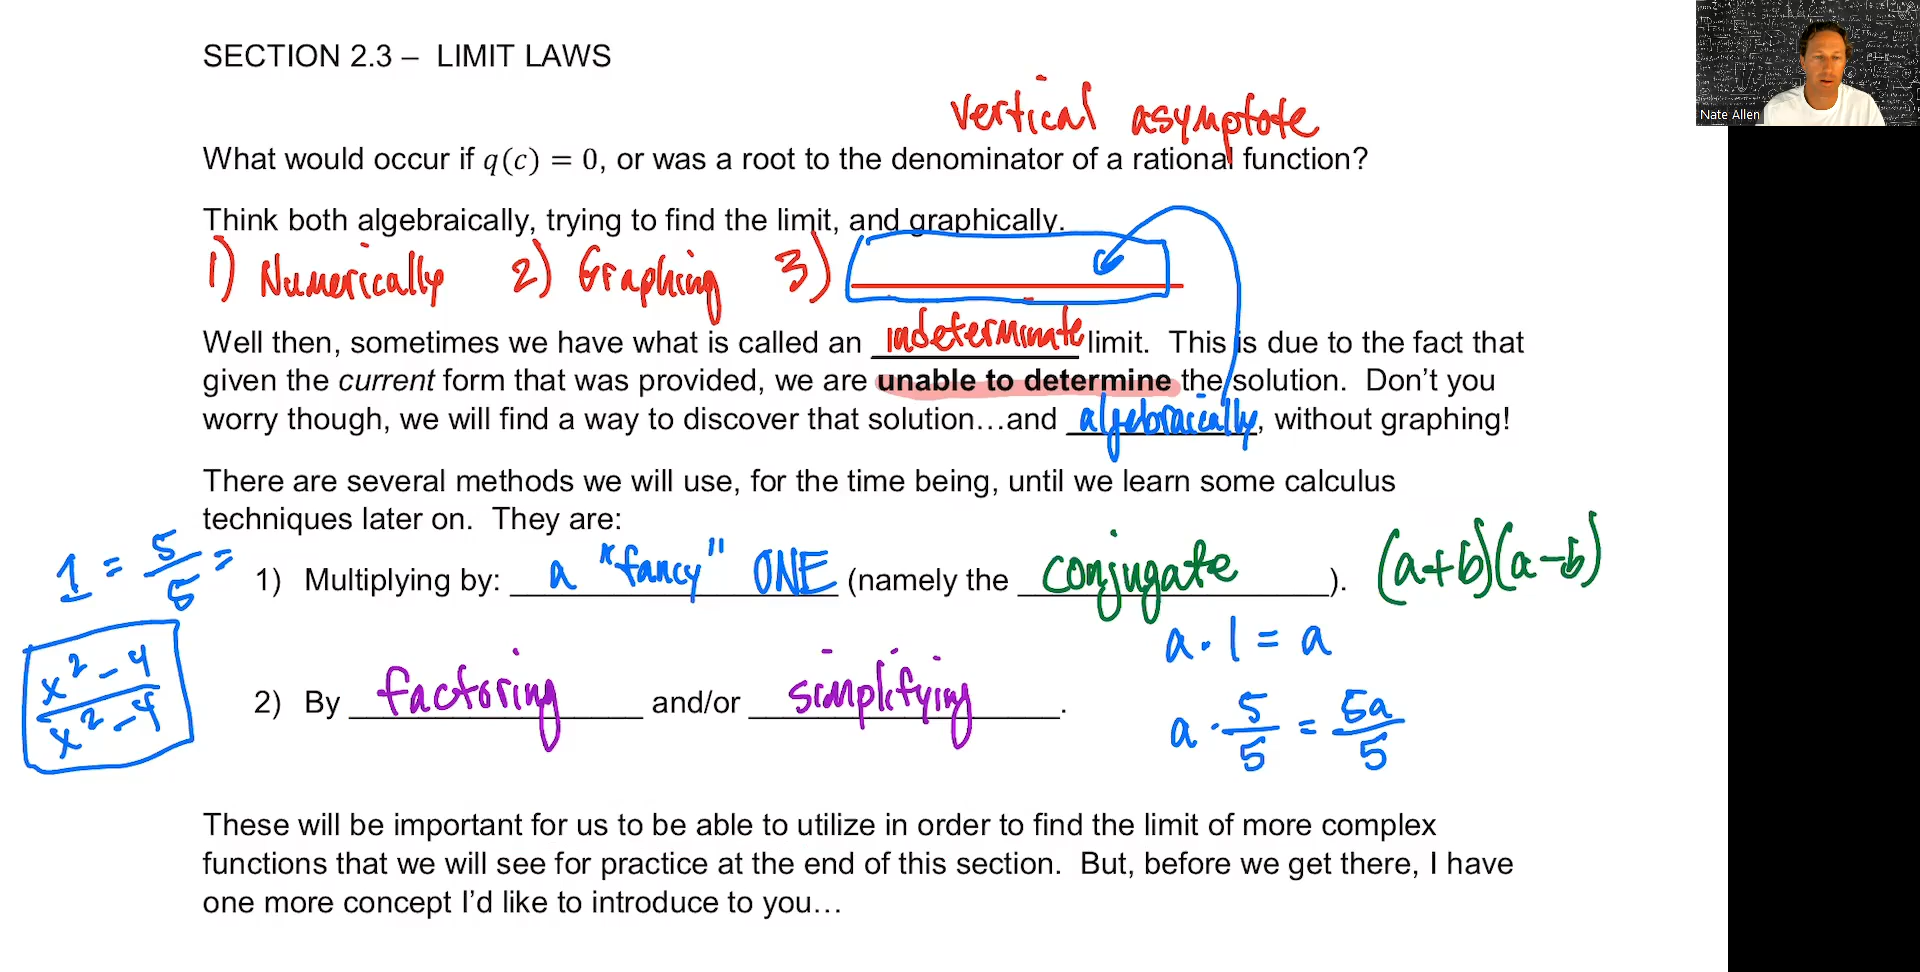 SECTION 2.3 – LIMIT LAWS
Nate Allen
vertical asymptote
What would occur if q(c) = 0, or was a root to the denominator of a rational function?
Think both algebraically, trying to find the limit, and graphically.
1) Numerically 2) Graphing 3)
Well then, sometimes we have what is called an indeterminate limit. This is due to the fact that
given the current form that was provided, we are unable to determine the solution. Don't you
worry though, we will find a way to discover that solution…and algebraically, without graphing!
There are several methods we will use, for the time being, until we learn some calculus
techniques later on. They are:
1 = 5/5 =
1) Multiplying by: a "fancy" ONE (namely the conjugate). (a+b)(a-b)
a · 1 = a
x² - 4 / x² - 4
2) By factoring and/or simplifying.
a · 5/5 = 5a/5
These will be important for us to be able to utilize in order to find the limit of more complex
functions that we will see for practice at the end of this section. But, before we get there, I have
one more concept I'd like to introduce to you…